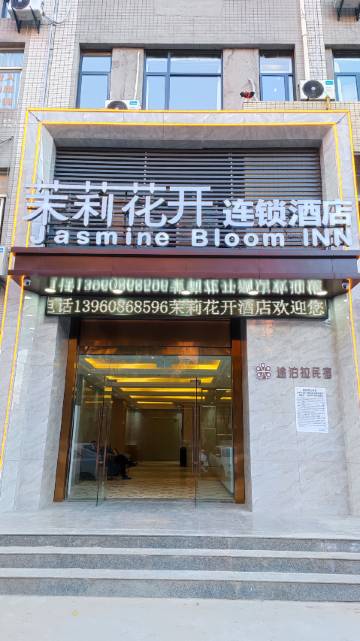 茉莉花开 连锁酒店
Jasmine Bloom INN
电话13960868596茉莉花开酒店欢迎您
途泊拉民宿